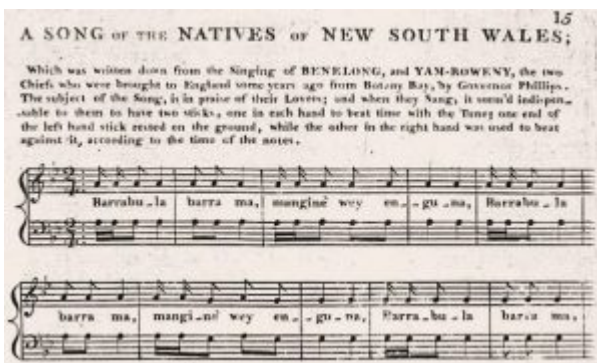 15
A SONG OF THE NATIVES OF NEW SOUTH WALES;
Which was written down from the Singing of BENELONG, and YAM-ROWENY, the two
Chiefs who were brought to England some years ago from Botany Bay, by Governor Phillips.
The subject of the Song, is in praise of their Lovers; and when they Sang, it seem'd indispen-
-sable to them to have two sticks, one in each hand to beat time with the Tune; one end of
the left hand stick rested on the ground, while the other in the right hand was used to beat
against it, according to the time of the notes.
Barrabu-la barra ma, manginé wey en-gu-na, Barrabu-la
barra ma, mangi-né wey en-gu-na, Barra-bu-la barra ma,